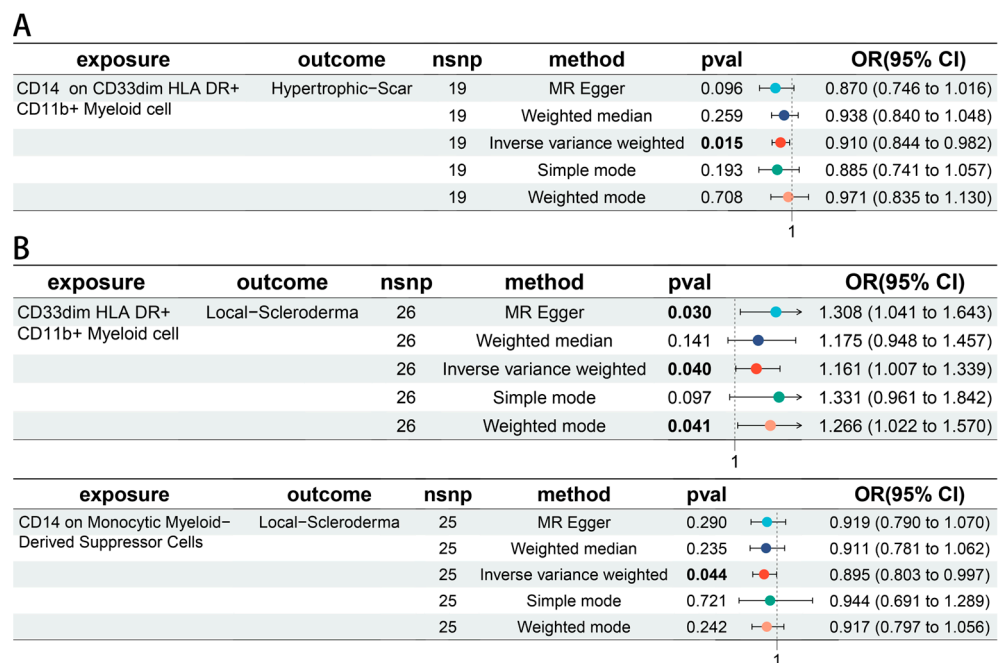 A
exposure outcome nsnp method pval OR(95% CI)
CD14 on CD33dim HLA DR+ Hypertrophic−Scar 19 MR Egger 0.096 0.870 (0.746 to 1.016)
CD11b+ Myeloid cell
19 Weighted median 0.259 0.938 (0.840 to 1.048)
19 Inverse variance weighted 0.015 0.910 (0.844 to 0.982)
19 Simple mode 0.193 0.885 (0.741 to 1.057)
19 Weighted mode 0.708 0.971 (0.835 to 1.130)
1
B
exposure outcome nsnp method pval OR(95% CI)
CD33dim HLA DR+ Local−Scleroderma 26 MR Egger 0.030 1.308 (1.041 to 1.643)
CD11b+ Myeloid cell
26 Weighted median 0.141 1.175 (0.948 to 1.457)
26 Inverse variance weighted 0.040 1.161 (1.007 to 1.339)
26 Simple mode 0.097 1.331 (0.961 to 1.842)
26 Weighted mode 0.041 1.266 (1.022 to 1.570)
1
exposure outcome nsnp method pval OR(95% CI)
CD14 on Monocytic Myeloid− Local−Scleroderma 25 MR Egger 0.290 0.919 (0.790 to 1.070)
Derived Suppressor Cells
25 Weighted median 0.235 0.911 (0.781 to 1.062)
25 Inverse variance weighted 0.044 0.895 (0.803 to 0.997)
25 Simple mode 0.721 0.944 (0.691 to 1.289)
25 Weighted mode 0.242 0.917 (0.797 to 1.056)
1